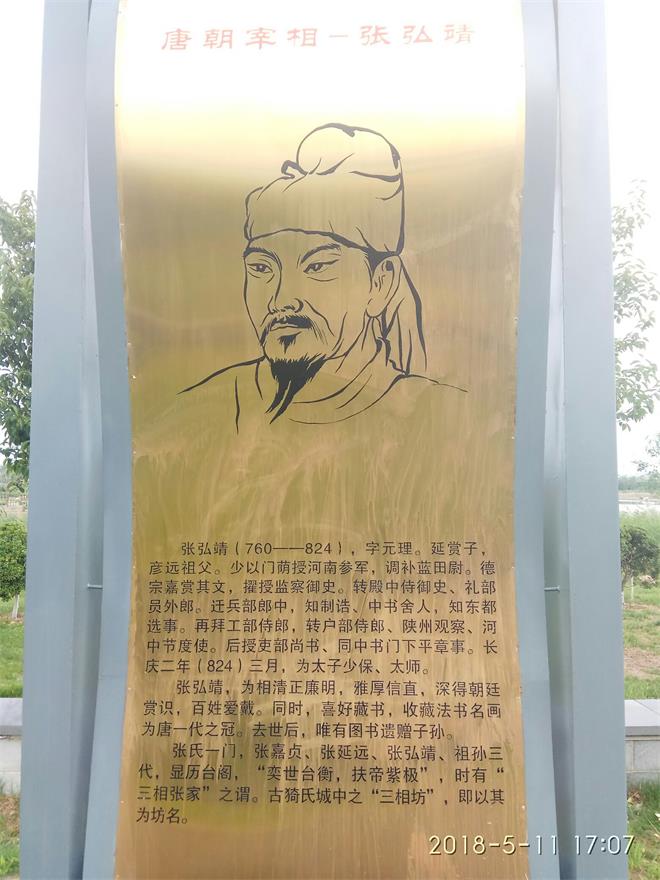 唐朝宰相－张弘靖
张弘靖（760——824），字元理。延赏子，
彦远祖父。少以门荫授河南参军，调补蓝田尉。德
宗嘉赏其文，擢授监察御史。转殿中侍御史、礼部
员外郎。迁兵部郎中，知制诰、中书舍人，知东都
选事。再拜工部侍郎，转户部侍郎、陕州观察、河
中节度使。后授吏部尚书、同中书门下平章事。长
庆二年（824）三月，为太子少保、太师。
张弘靖，为相清正廉明，雅厚信直，深得朝廷
赏识，百姓爱戴。同时，喜好藏书，收藏法书名画
为唐一代之冠。去世后，唯有图书遗赠子孙。
张氏一门，张嘉贞、张延远、张弘靖、祖孙三
代，显历台阁，“奕世台衡，扶帝紫极”，时有“
三相张家”之谓。古猗氏城中之“三相坊”，即以其
为坊名。
2018-5-11 17:07